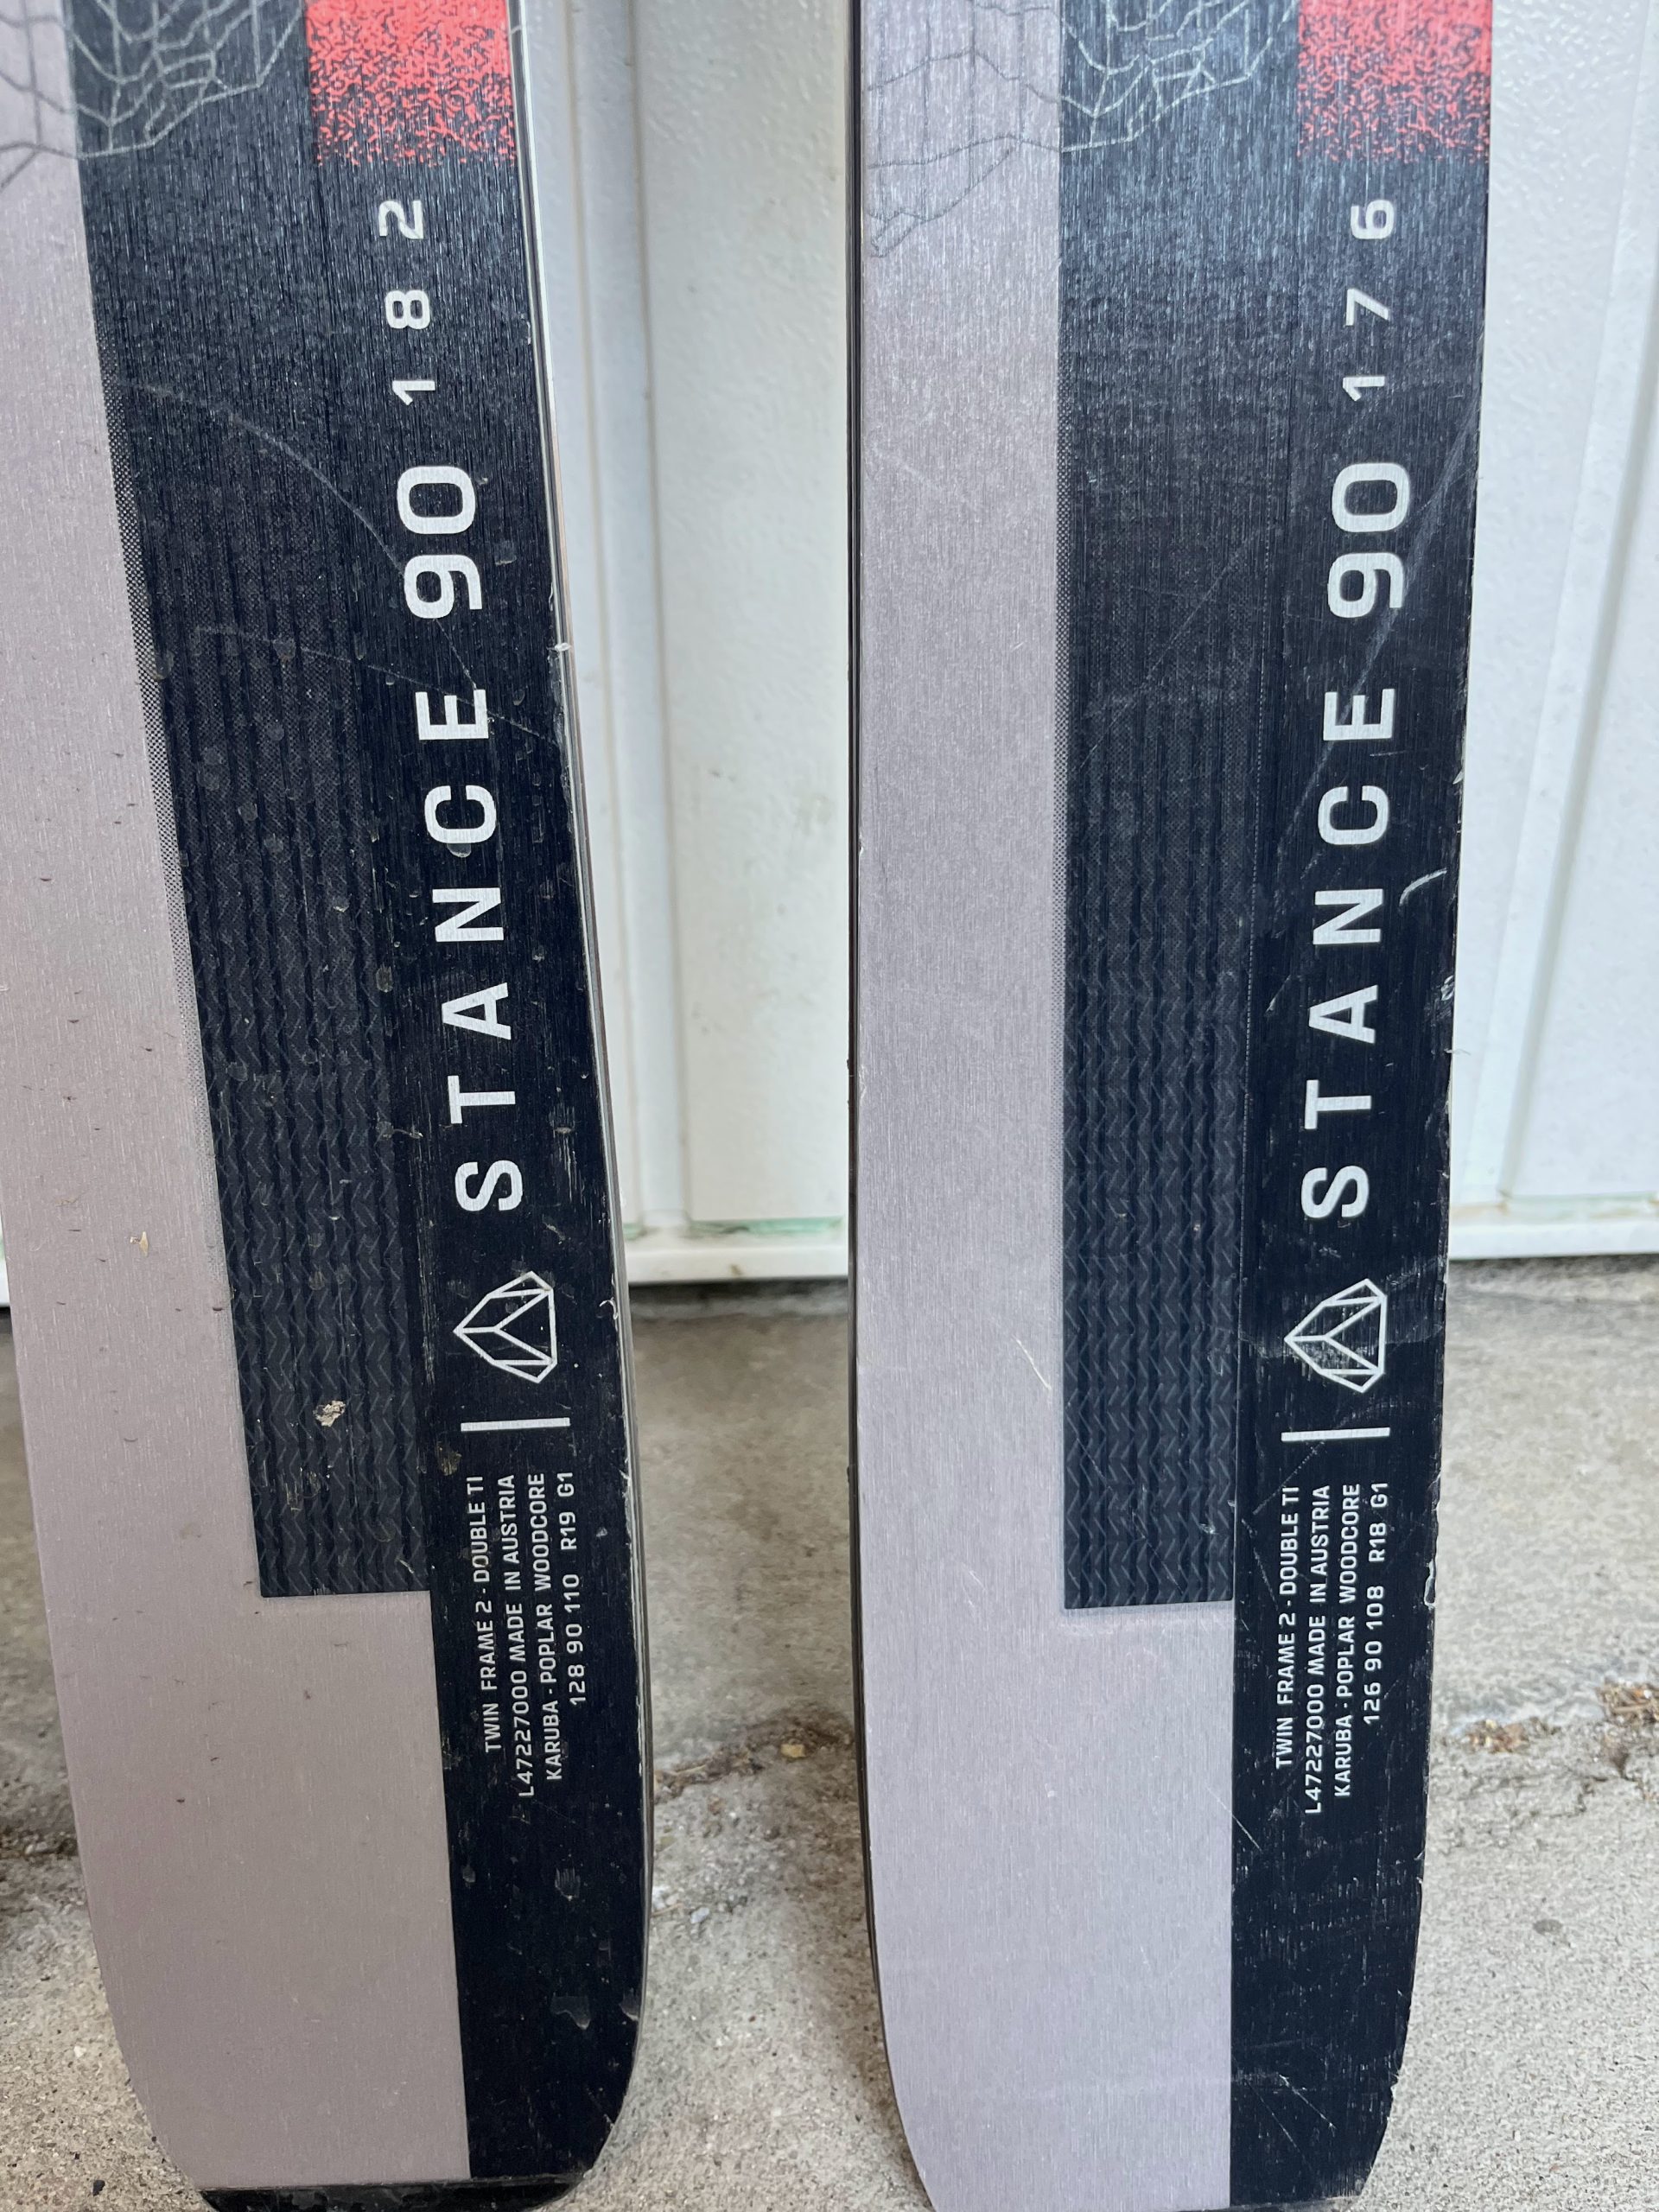 STANCE 90 182
TWIN FRAME 2 - DOUBLE TI
L47227000 MADE IN AUSTRIA
KARUBA - POPLAR WOODCORE
128 90 110 R19 G1
STANCE 90 176
TWIN FRAME 2 - DOUBLE TI
L47227000 MADE IN AUSTRIA
KARUBA - POPLAR WOODCORE
126 90 108 R18 G1